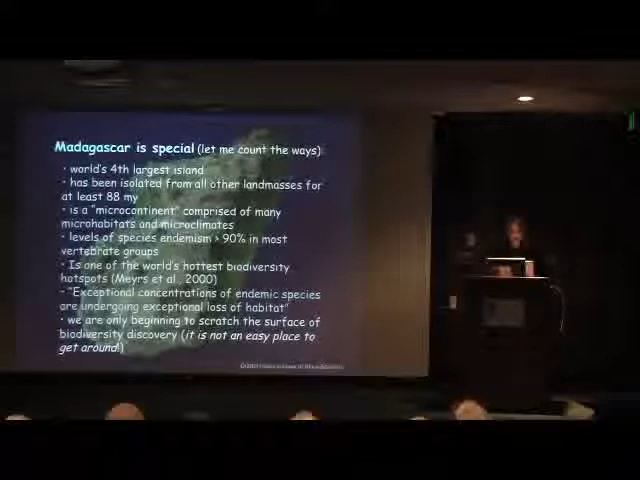 Madagascar is special (let me count the ways):
• world's 4th largest island
• has been isolated from all other landmasses for
at least 88 my
• is a "microcontinent" comprised of many
microhabitats and microclimates
• levels of species endemism > 90% in most
vertebrate groups
• Is one of the world's hottest biodiversity
hotspots (Meyrs et al., 2000)
• "Exceptional concentrations of endemic species
are undergoing exceptional loss of habitat"
• we are only beginning to scratch the surface of
biodiversity discovery (it is not an easy place to
get around!)